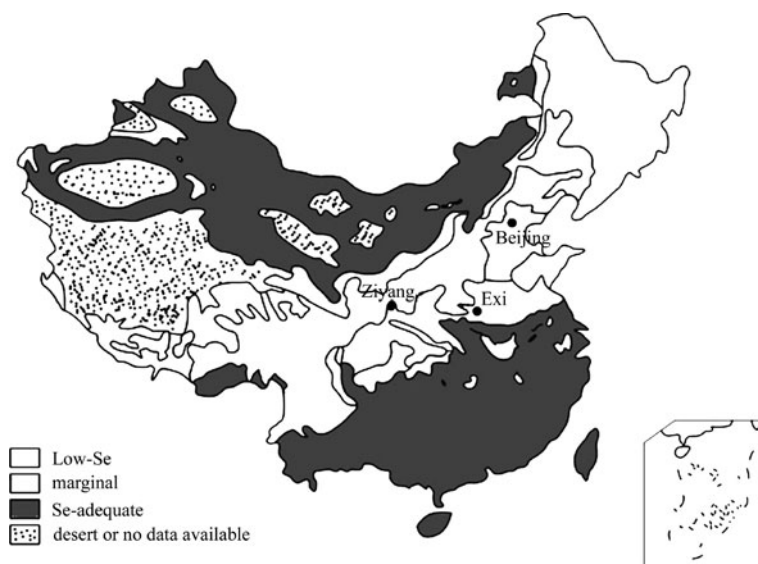 Beijing
Ziyang
Exi
Low-Se
marginal
Se-adequate
desert or no data available